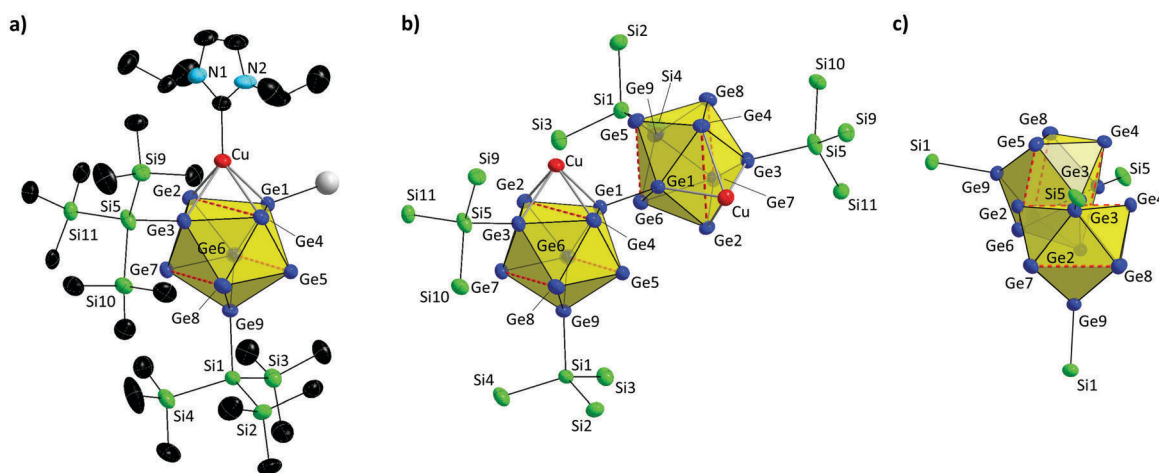 a)
N1
N2
Cu
Si9
Ge2
Ge1
Si5
Si11
Ge3
Ge4
Ge6
Ge7
Ge5
Si10
Ge8
Ge9
Si1
Si3
Si4
Si2
b)
Si2
Si4
Si10
Ge9
Ge8
Si1
Ge4
Si3
Ge5
Si9
Cu
Ge3
Si5
Si9
Ge2
Ge1
Ge1
Si11
Si5
Ge6
Cu
Ge7
Si11
Ge3
Ge4
Ge2
Ge6
Si10
Ge7
Ge5
Ge8
Ge9
Si1
Si4
Si3
Si2
c)
Ge8
Ge5
Ge4
Si1
Ge3
Si5
Ge9
Si5
Ge4
Ge2
Ge3
Ge6
Ge2
Ge7
Ge8
Ge9
Si1